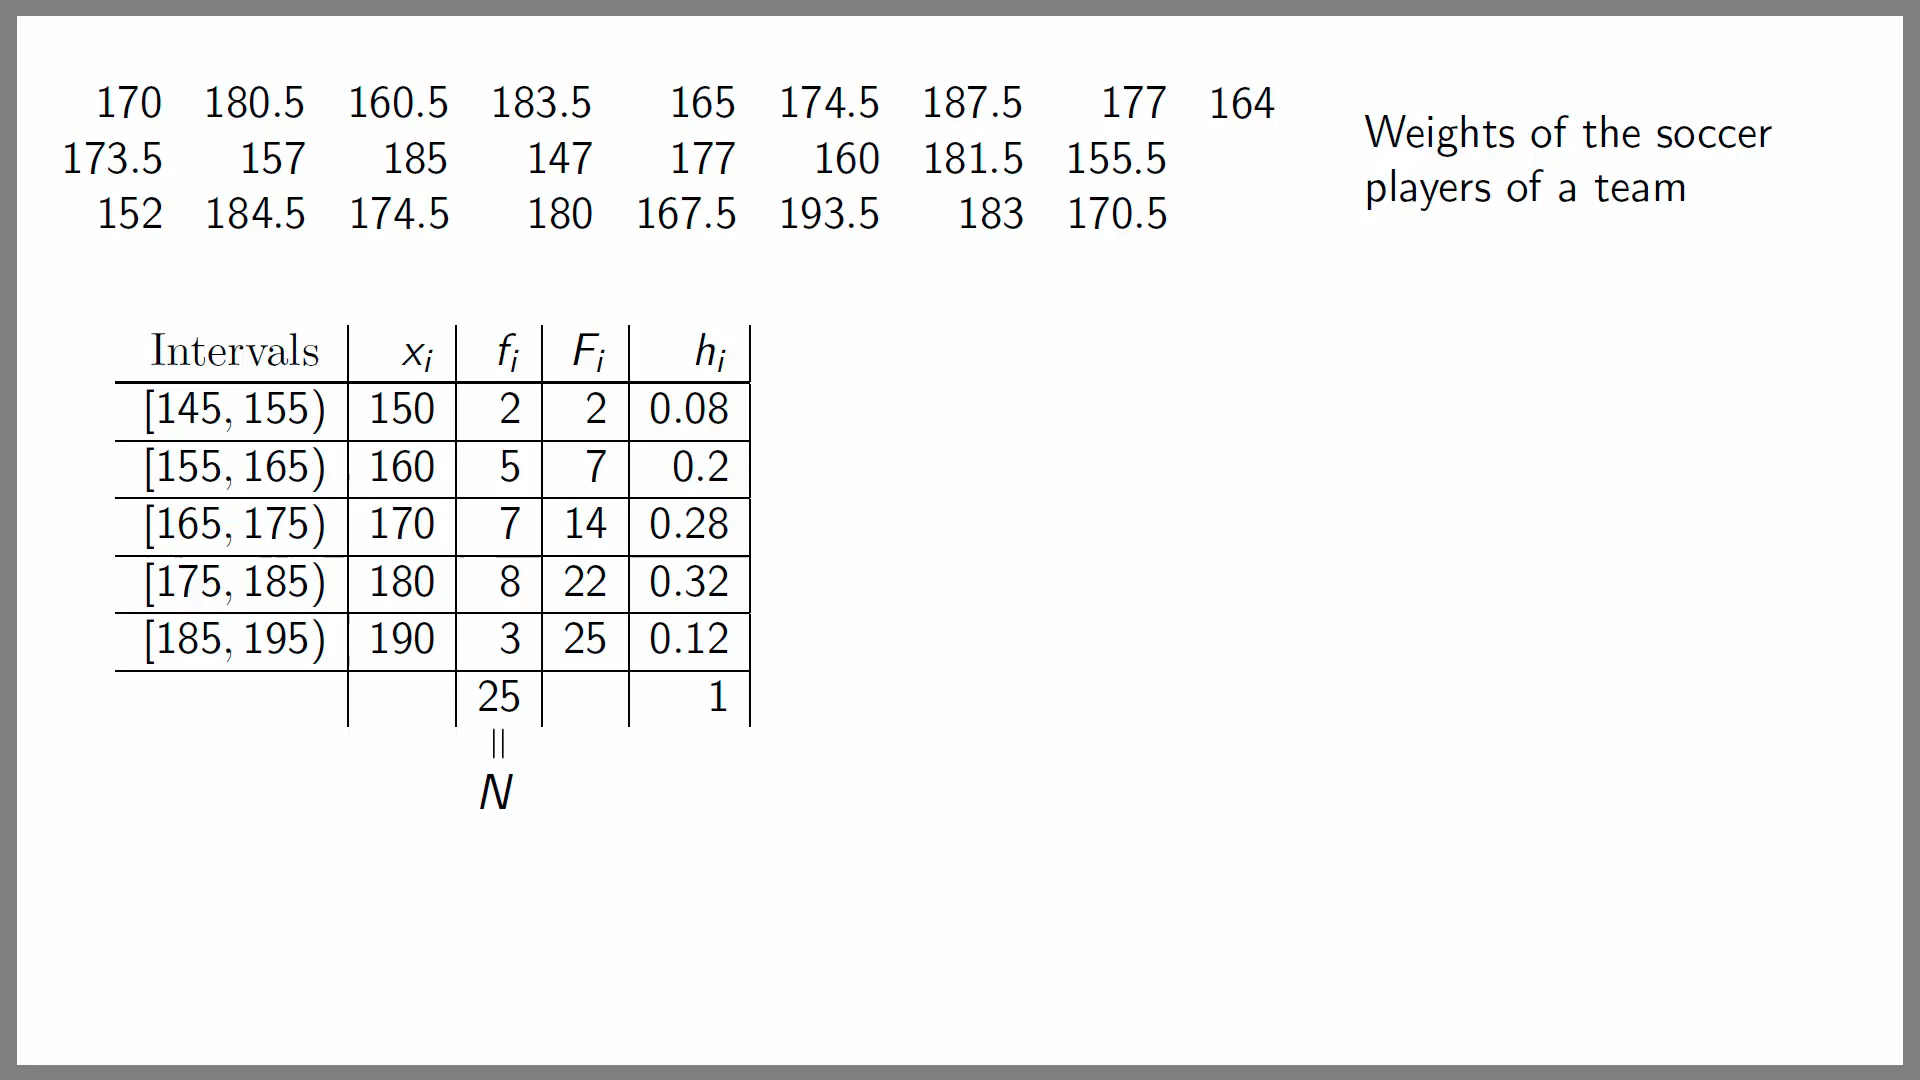 170 180.5 160.5 183.5 165 174.5 187.5 177 164
173.5 157 185 147 177 160 181.5 155.5
152 184.5 174.5 180 167.5 193.5 183 170.5
Weights of the soccer
players of a team
Intervals xᵢ fᵢ Fᵢ hᵢ
[145, 155) 150 2 2 0.08
[155, 165) 160 5 7 0.2
[165, 175) 170 7 14 0.28
[175, 185) 180 8 22 0.32
[185, 195) 190 3 25 0.12
25 1
=
N